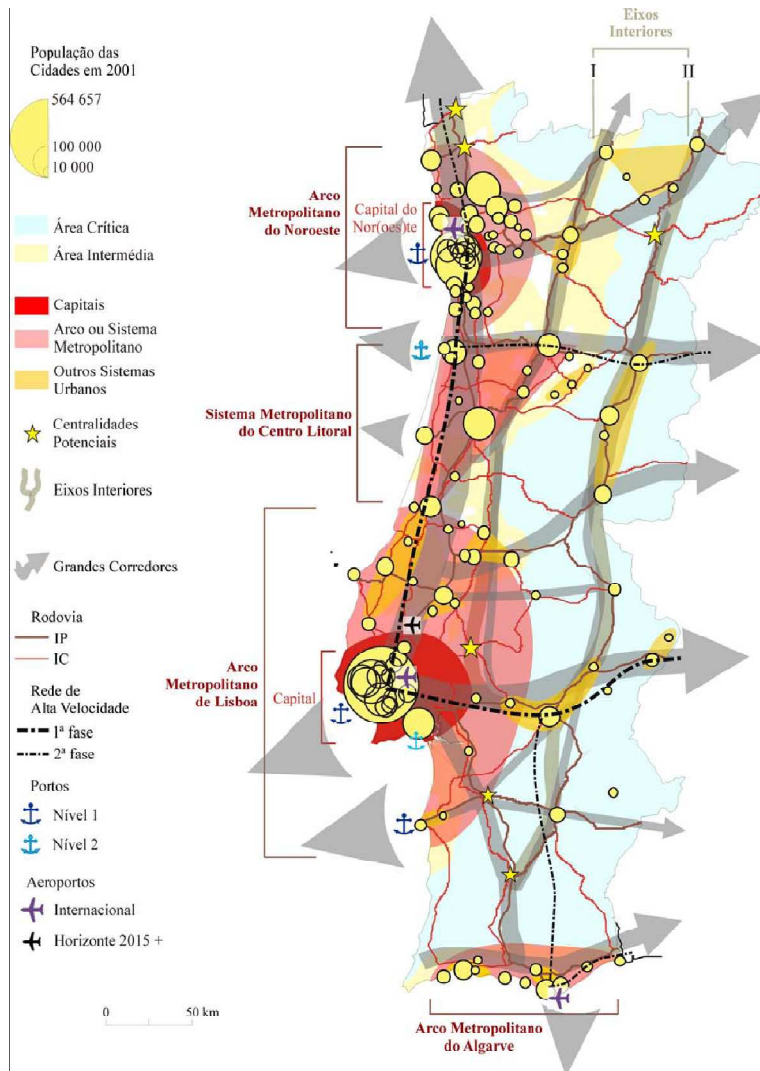 População das
Cidades em 2001
564 657
100 000
10 000
Área Crítica
Área Intermédia
Capitais
Arco ou Sistema
Metropolitano
Outros Sistemas
Urbanos
Centralidades
Potenciais
Eixos Interiores
Grandes Corredores
Rodovia
IP
IC
Rede de
Alta Velocidade
1ª fase
2ª fase
Portos
Nível 1
Nível 2
Aeroportos
Internacional
Horizonte 2015 +
0 50 km
Eixos
Interiores
I II
Arco
Metropolitano
do Noroeste
Capital do
Nor(oes)te
Sistema Metropolitano
do Centro Litoral
Arco
Metropolitano
de Lisboa
Capital
Arco Metropolitano
do Algarve